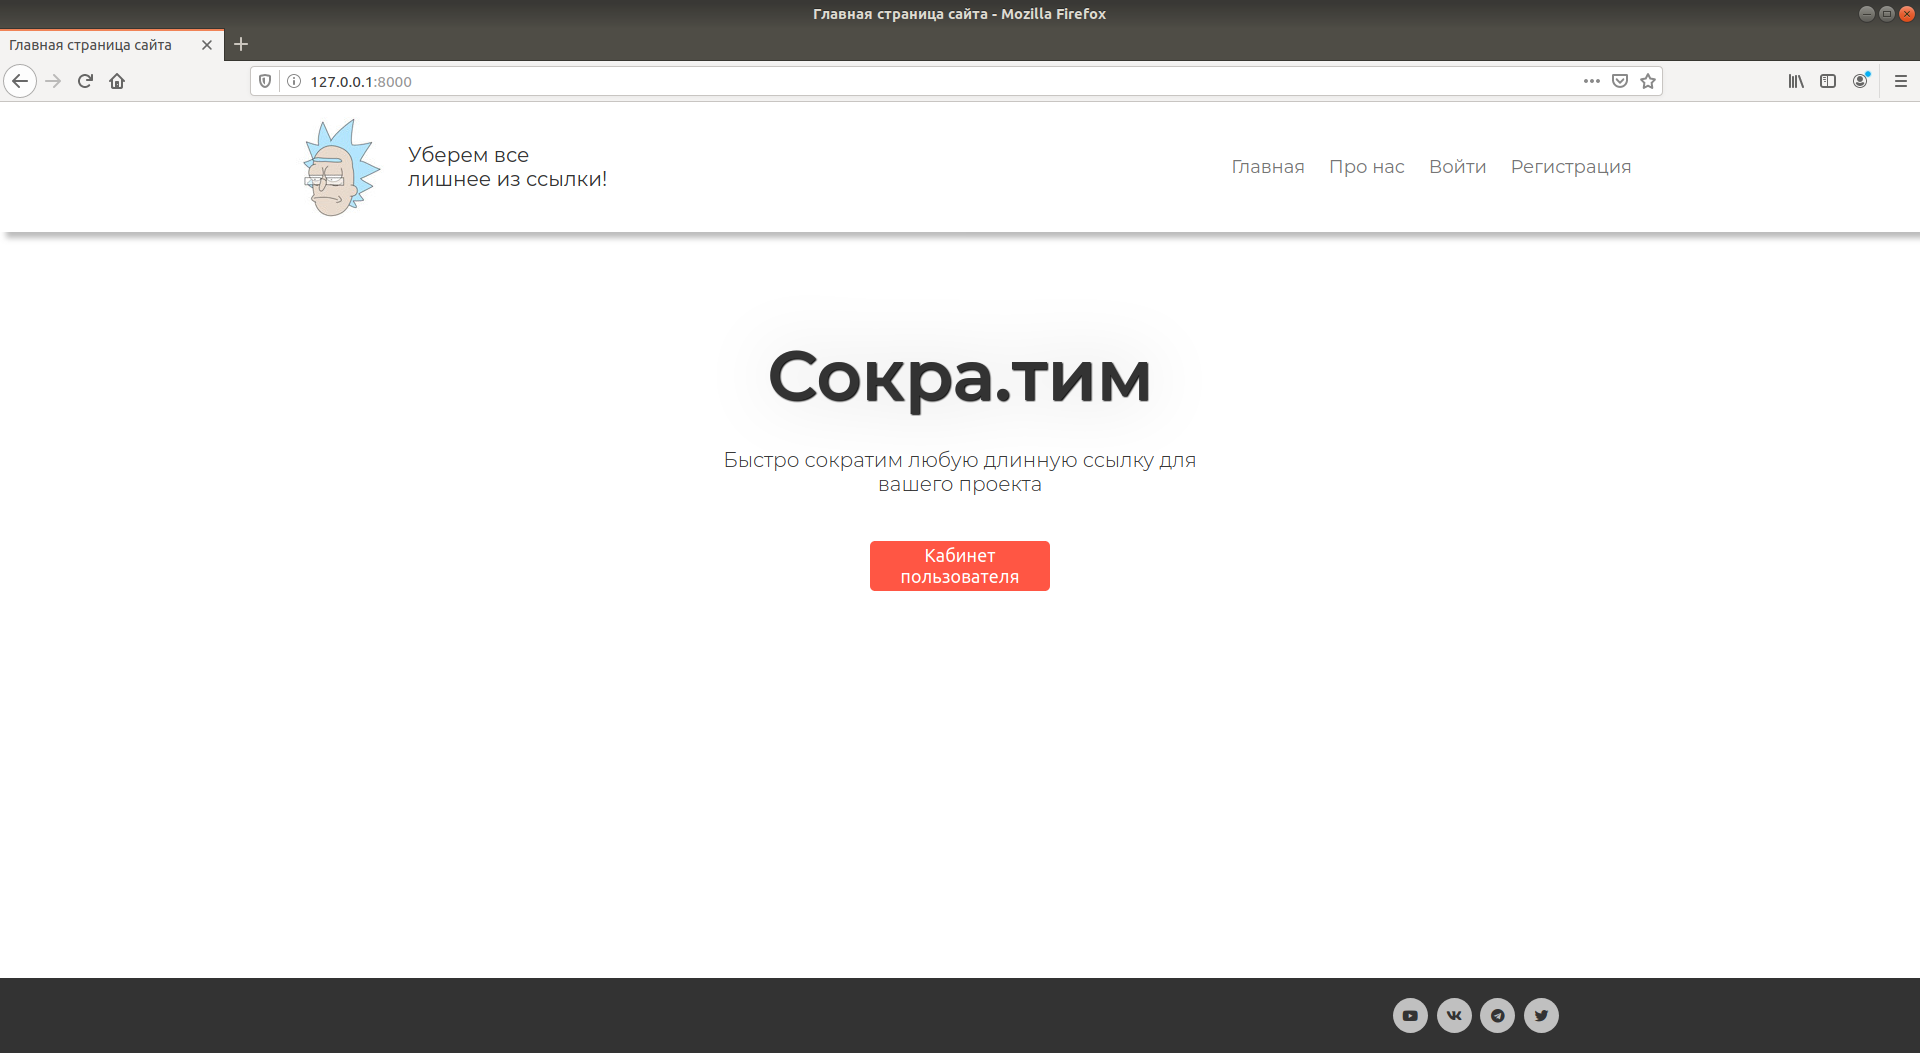 Главная страница сайта - Mozilla Firefox
Главная страница сайта
127.0.0.1:8000
Уберем все
лишнее из ссылки!
Главная Про нас Войти Регистрация
Сокра.тим
Быстро сократим любую длинную ссылку для
вашего проекта
Кабинет
пользователя